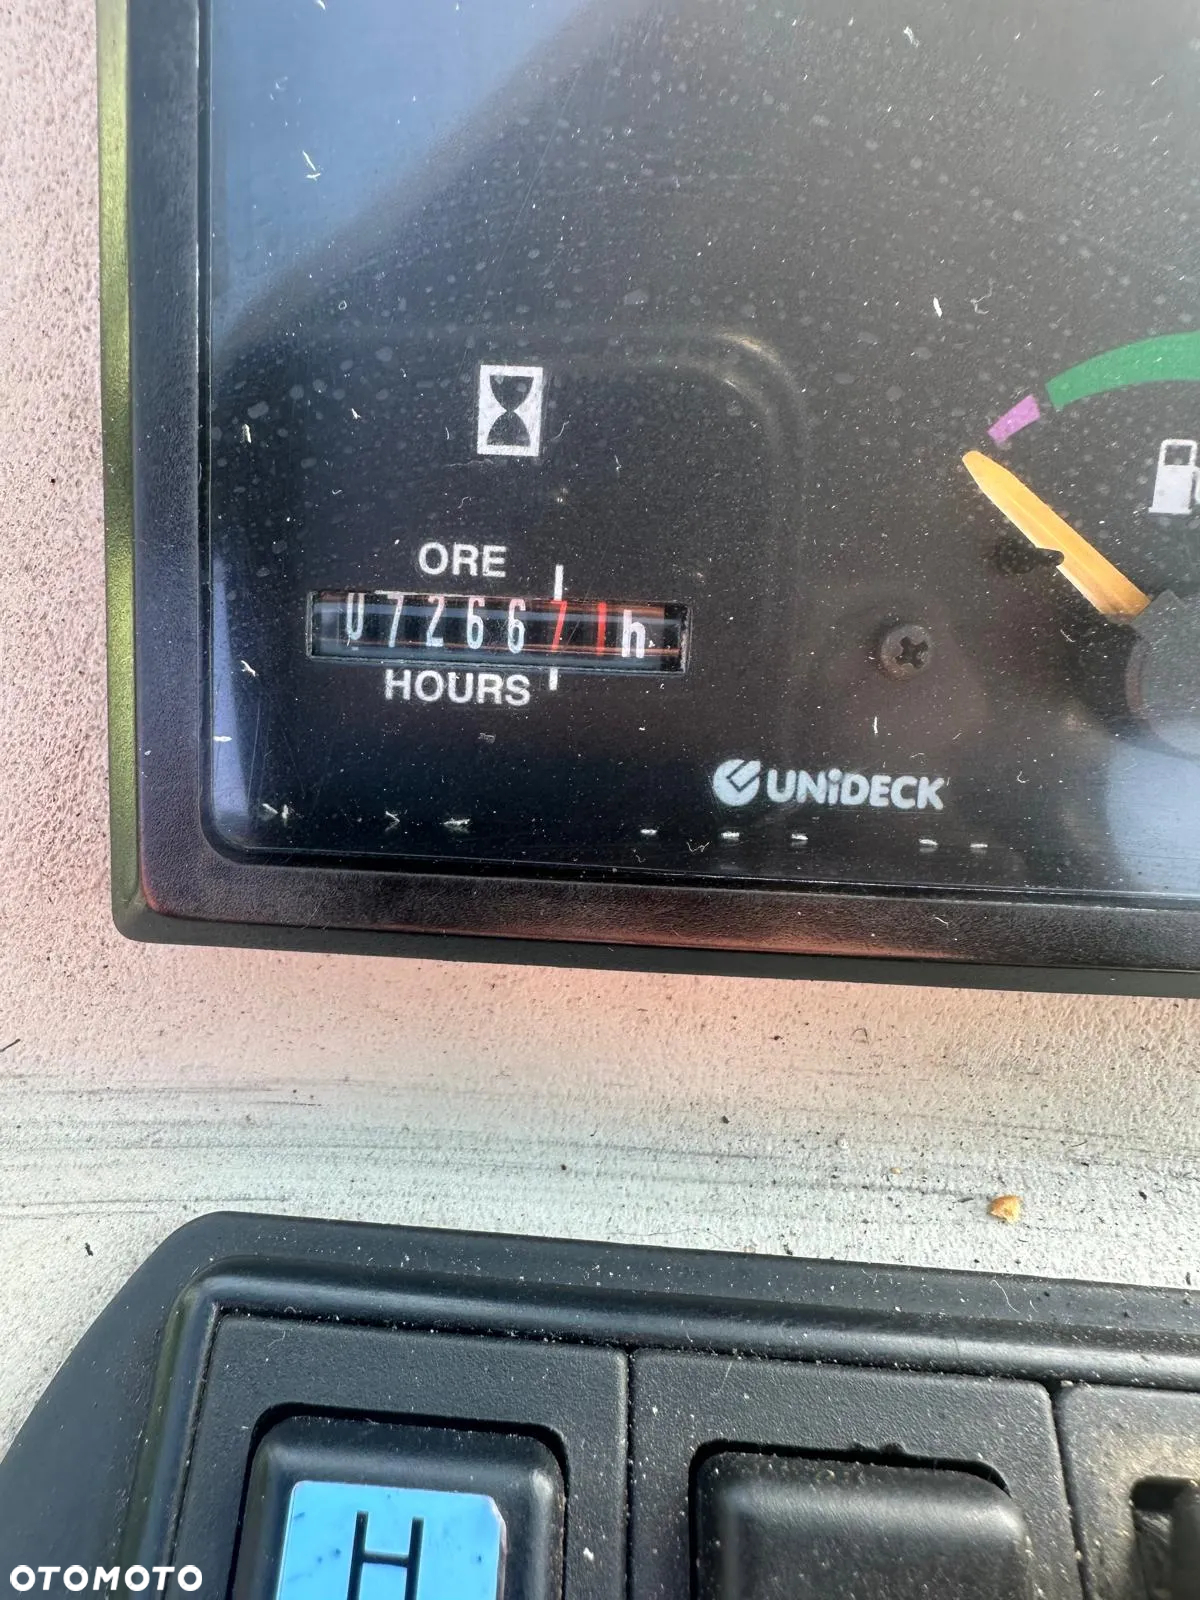 ORE
0726671h
HOURS
UNiDECK
H
OTOMOTO